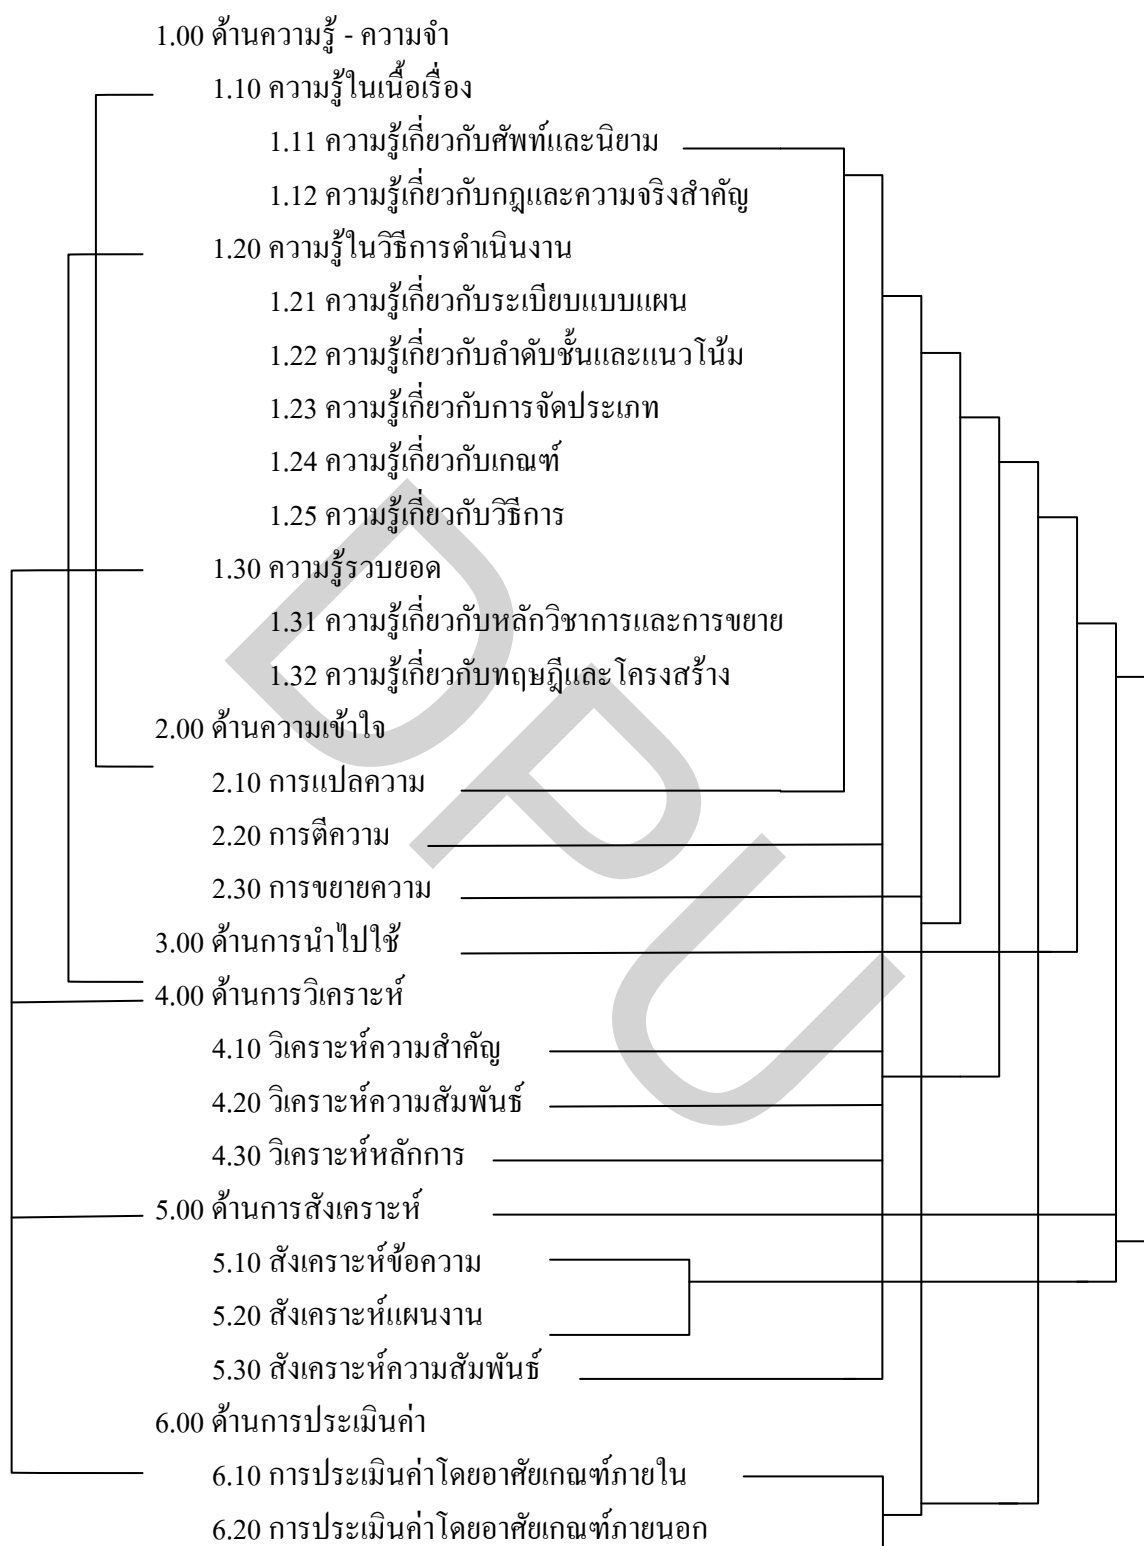 1.00 ด้านความรู้ - ความจำ
1.10 ความรู้ในเนื้อเรื่อง
1.11 ความรู้เกี่ยวกับศัพท์และนิยาม
1.12 ความรู้เกี่ยวกับกฎและความจริงสำคัญ
1.20 ความรู้ในวิธีการดำเนินงาน
1.21 ความรู้เกี่ยวกับระเบียบแบบแผน
1.22 ความรู้เกี่ยวกับลำดับชั้นและแนวโน้ม
1.23 ความรู้เกี่ยวกับการจัดประเภท
1.24 ความรู้เกี่ยวกับเกณฑ์
1.25 ความรู้เกี่ยวกับวิธีการ
1.30 ความรู้รวบยอด
1.31 ความรู้เกี่ยวกับหลักวิชาการและการขยาย
1.32 ความรู้เกี่ยวกับทฤษฎีและโครงสร้าง
2.00 ด้านความเข้าใจ
2.10 การแปลความ
2.20 การตีความ
2.30 การขยายความ
3.00 ด้านการนำไปใช้
4.00 ด้านการวิเคราะห์
4.10 วิเคราะห์ความสำคัญ
4.20 วิเคราะห์ความสัมพันธ์
4.30 วิเคราะห์หลักการ
5.00 ด้านการสังเคราะห์
5.10 สังเคราะห์ข้อความ
5.20 สังเคราะห์แผนงาน
5.30 สังเคราะห์ความสัมพันธ์
6.00 ด้านการประเมินค่า
6.10 การประเมินค่าโดยอาศัยเกณฑ์ภายใน
6.20 การประเมินค่าโดยอาศัยเกณฑ์ภายนอก
DPU